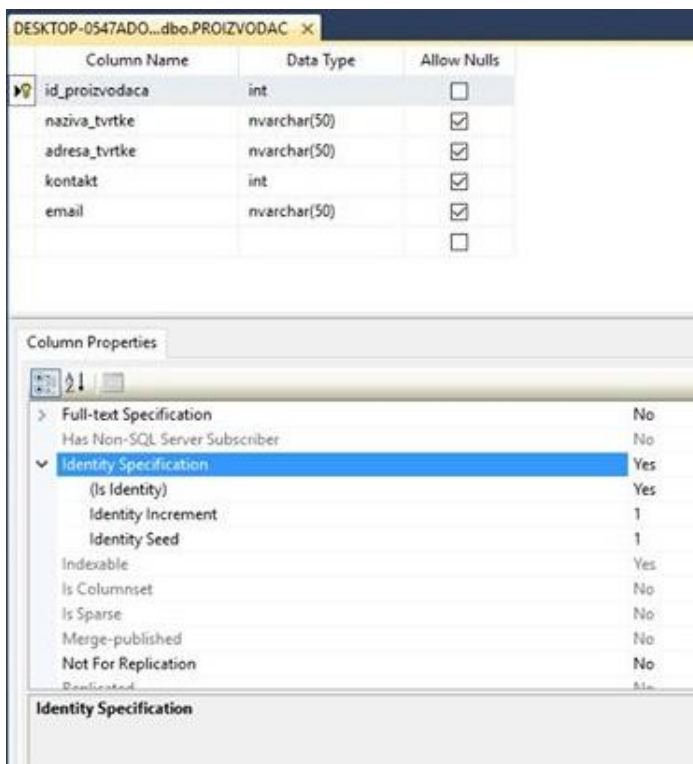 DESKTOP-0547ADO...dbo.PROIZVODAC
Column Name Data Type Allow Nulls
id_proizvodaca int
naziva_tvrtke nvarchar(50)
adresa_tvrtke nvarchar(50)
kontakt int
email nvarchar(50)
Column Properties
Full-text Specification No
Has Non-SQL Server Subscriber No
Identity Specification Yes
(Is Identity) Yes
Identity Increment 1
Identity Seed 1
Indexable Yes
Is Columnset No
Is Sparse No
Merge-published No
Not For Replication No
Replicated No
Identity Specification